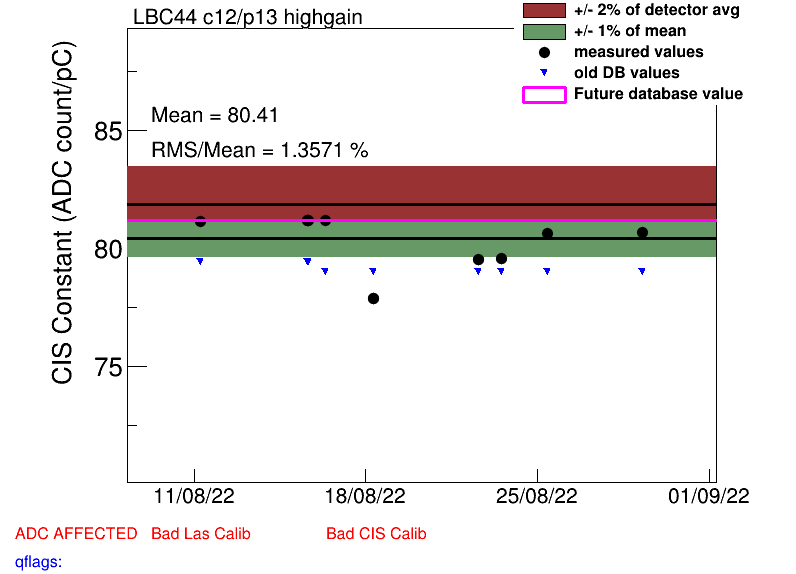 LBC44 c12/p13 highgain
+/- 2% of detector avg
+/- 1% of mean
measured values
old DB values
Future database value
CIS Constant (ADC count/pC)
Mean = 80.41
RMS/Mean = 1.3571 %
85
80
75
11/08/22 18/08/22 25/08/22 01/09/22
ADC AFFECTED Bad Las Calib Bad CIS Calib
qflags: